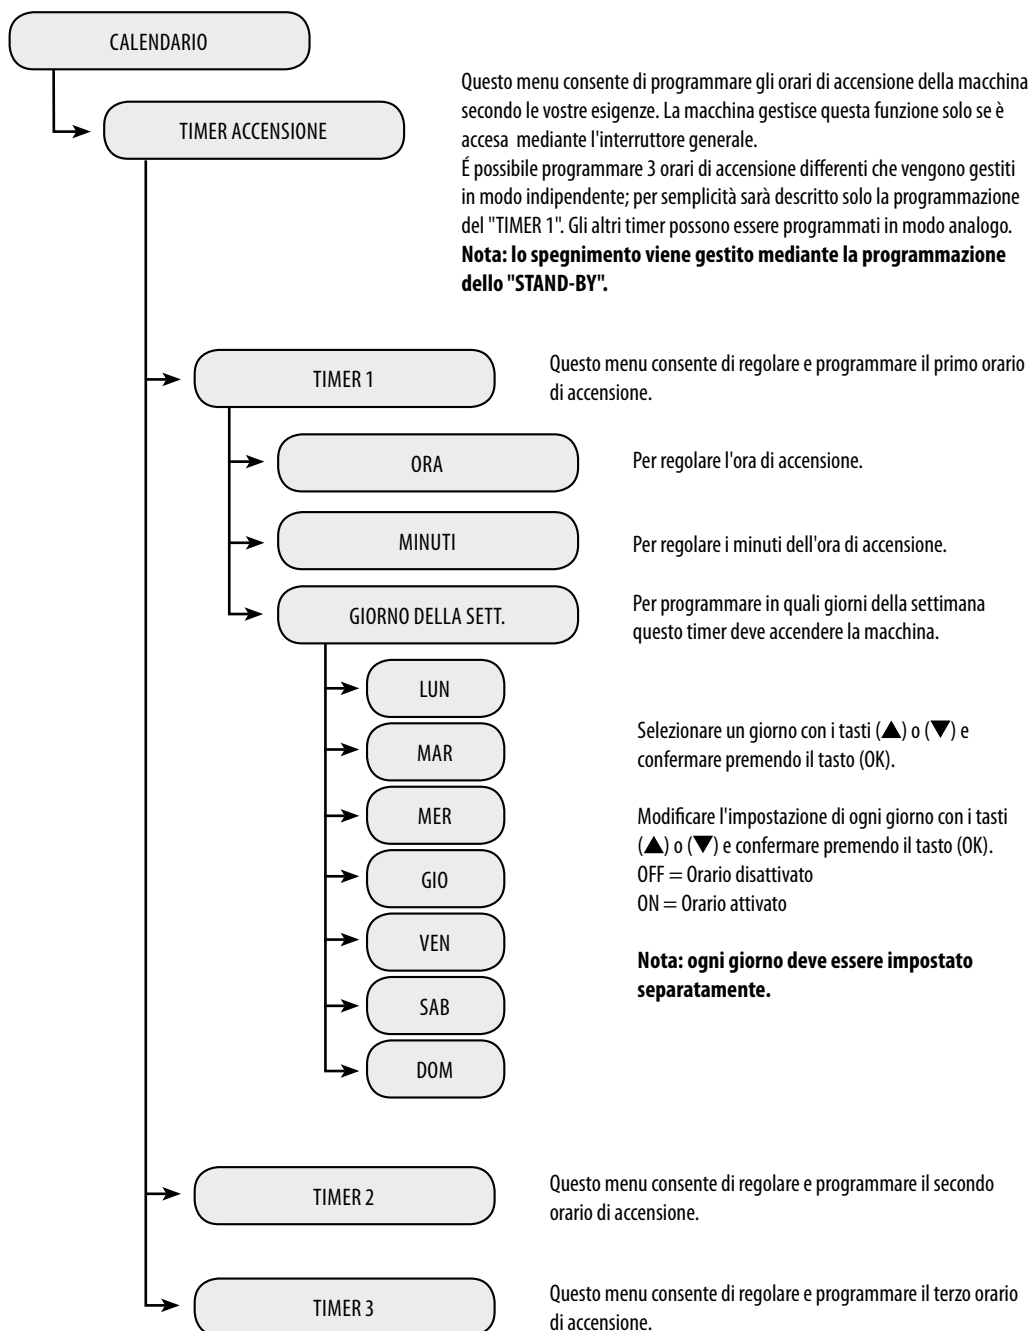 CALENDARIO
TIMER ACCENSIONE
Questo menu consente di programmare gli orari di accensione della macchina
secondo le vostre esigenze. La macchina gestisce questa funzione solo se è
accesa mediante l'interruttore generale.
É possibile programmare 3 orari di accensione differenti che vengono gestiti
in modo indipendente; per semplicità sarà descritto solo la programmazione
del "TIMER 1". Gli altri timer possono essere programmati in modo analogo.
Nota: lo spegnimento viene gestito mediante la programmazione
dello "STAND-BY".
TIMER 1
Questo menu consente di regolare e programmare il primo orario
di accensione.
ORA
Per regolare l'ora di accensione.
MINUTI
Per regolare i minuti dell'ora di accensione.
GIORNO DELLA SETT.
Per programmare in quali giorni della settimana
questo timer deve accendere la macchina.
LUN
MAR
MER
GIO
VEN
SAB
DOM
Selezionare un giorno con i tasti (▲) o (▼) e
confermare premendo il tasto (OK).
Modificare l'impostazione di ogni giorno con i tasti
(▲) o (▼) e confermare premendo il tasto (OK).
OFF = Orario disattivato
ON = Orario attivato
Nota: ogni giorno deve essere impostato
separatamente.
TIMER 2
Questo menu consente di regolare e programmare il secondo
orario di accensione.
TIMER 3
Questo menu consente di regolare e programmare il terzo orario
di accensione.